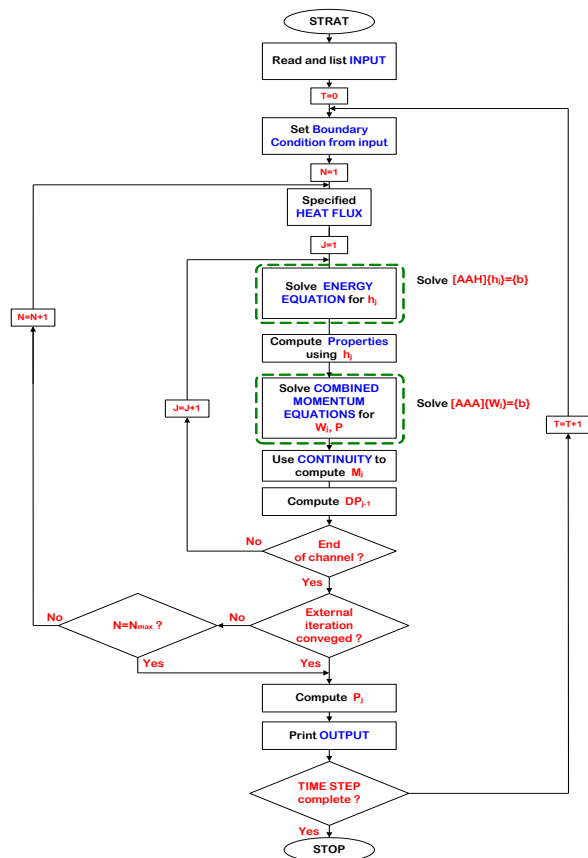 STRAT
Read and list INPUT
T=0
Set Boundary
Condition from input
N=1
Specified
HEAT FLUX
J=1
Solve ENERGY
EQUATION for hj
Solve [AAH]{hj}={b}
N=N+1
Compute Properties
using hj
J=J+1
Solve COMBINED
MOMENTUM
EQUATIONS for
Wj, P
Solve [AAA]{Wj}={b}
T=T+1
Use CONTINUITY to
compute Mj
Compute DPj-1
No
End
of channel ?
Yes
No
N=Nmax ?
No
External
iteration
conveged ?
Yes
Yes
Compute Pj
Print OUTPUT
TIME STEP
complete ?
Yes
STOP